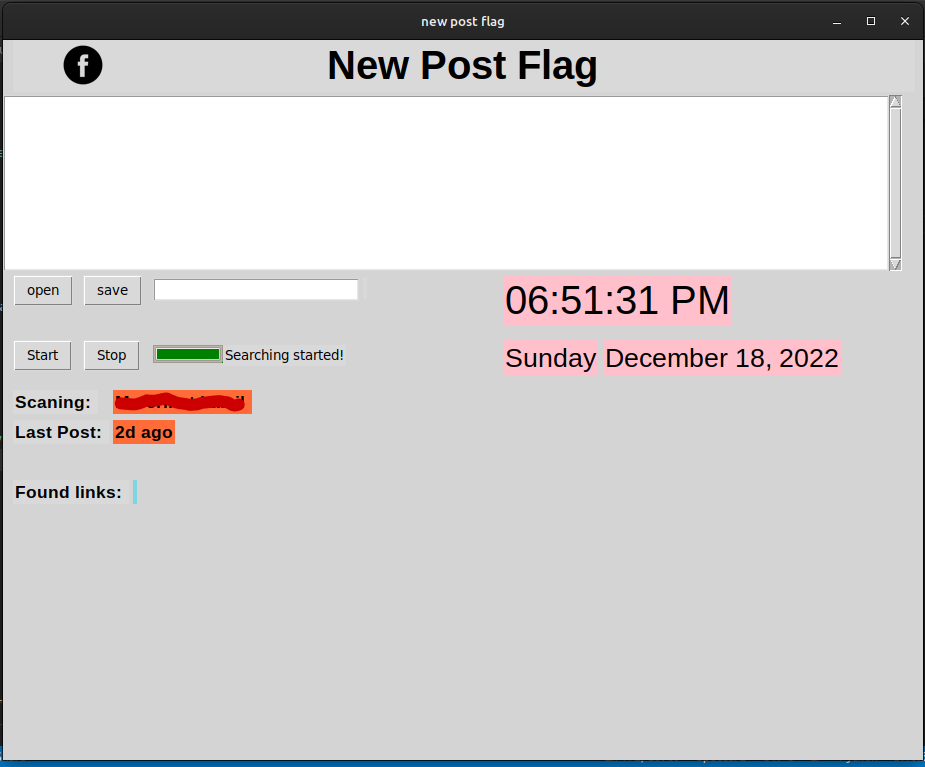 new post flag
New Post Flag
open save
06:51:31 PM
Start Stop Searching started!
Sunday December 18, 2022
Scaning:
Last Post: 2d ago
Found links: